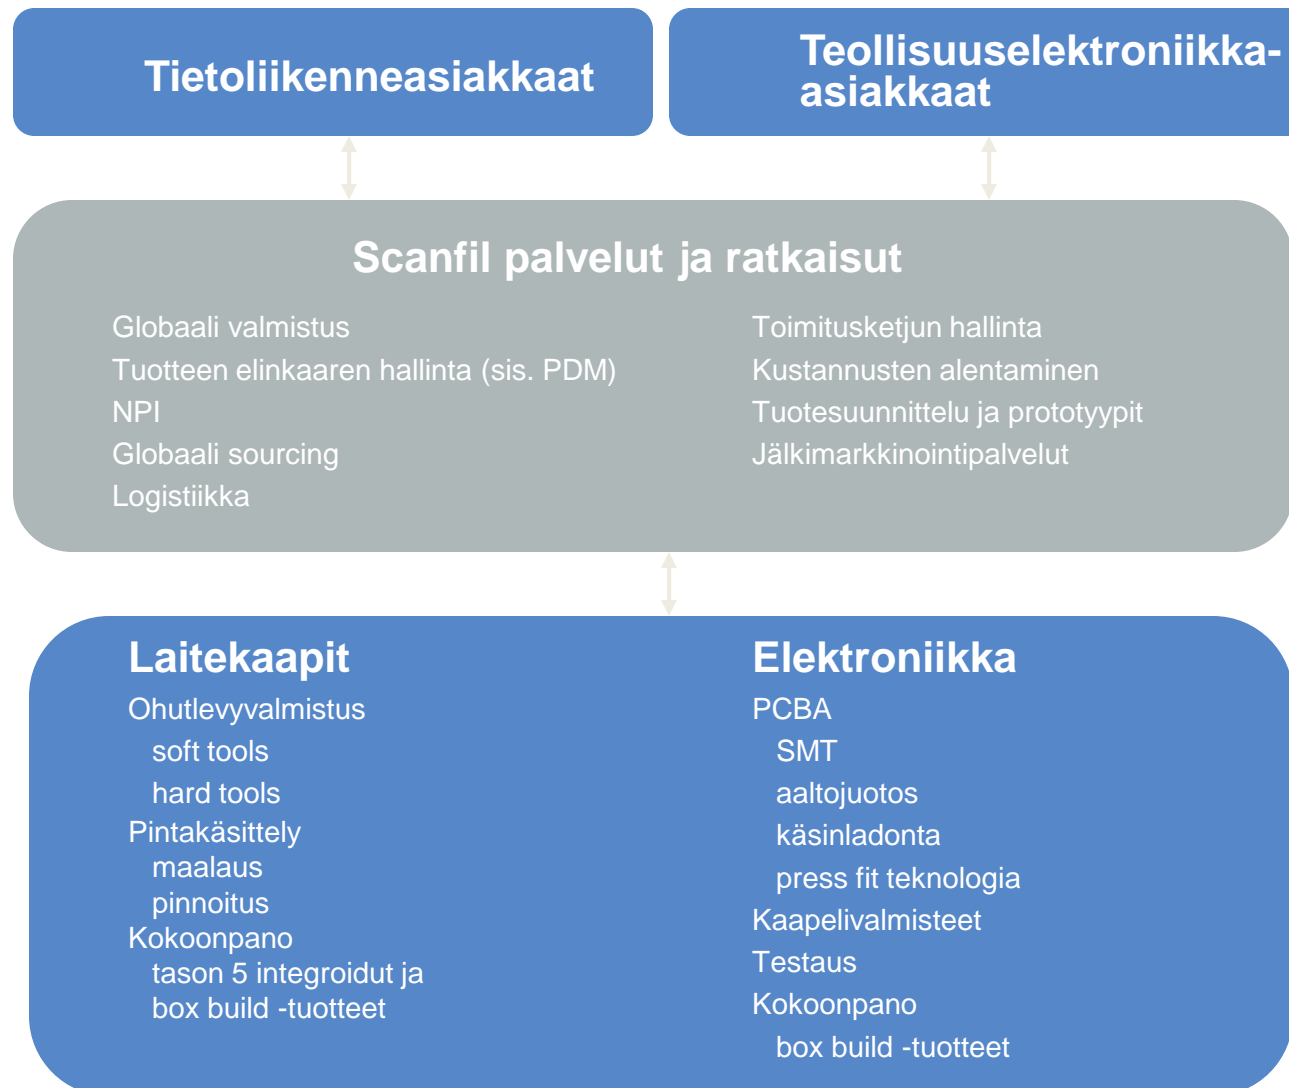 Tietoliikenneasiakkaat
Teollisuuselektroniikka-
asiakkaat
Scanfil palvelut ja ratkaisut
Globaali valmistus
Tuotteen elinkaaren hallinta (sis. PDM)
NPI
Globaali sourcing
Logistiikka
Toimitusketjun hallinta
Kustannusten alentaminen
Tuotesuunnittelu ja prototyypit
Jälkimarkkinointipalvelut
Laitekaapit
Ohutlevyvalmistus
soft tools
hard tools
Pintakäsittely
maalaus
pinnoitus
Kokoonpano
tason 5 integroidut ja
box build -tuotteet
Elektroniikka
PCBA
SMT
aaltojuotos
käsinladonta
press fit teknologia
Kaapelivalmisteet
Testaus
Kokoonpano
box build -tuotteet